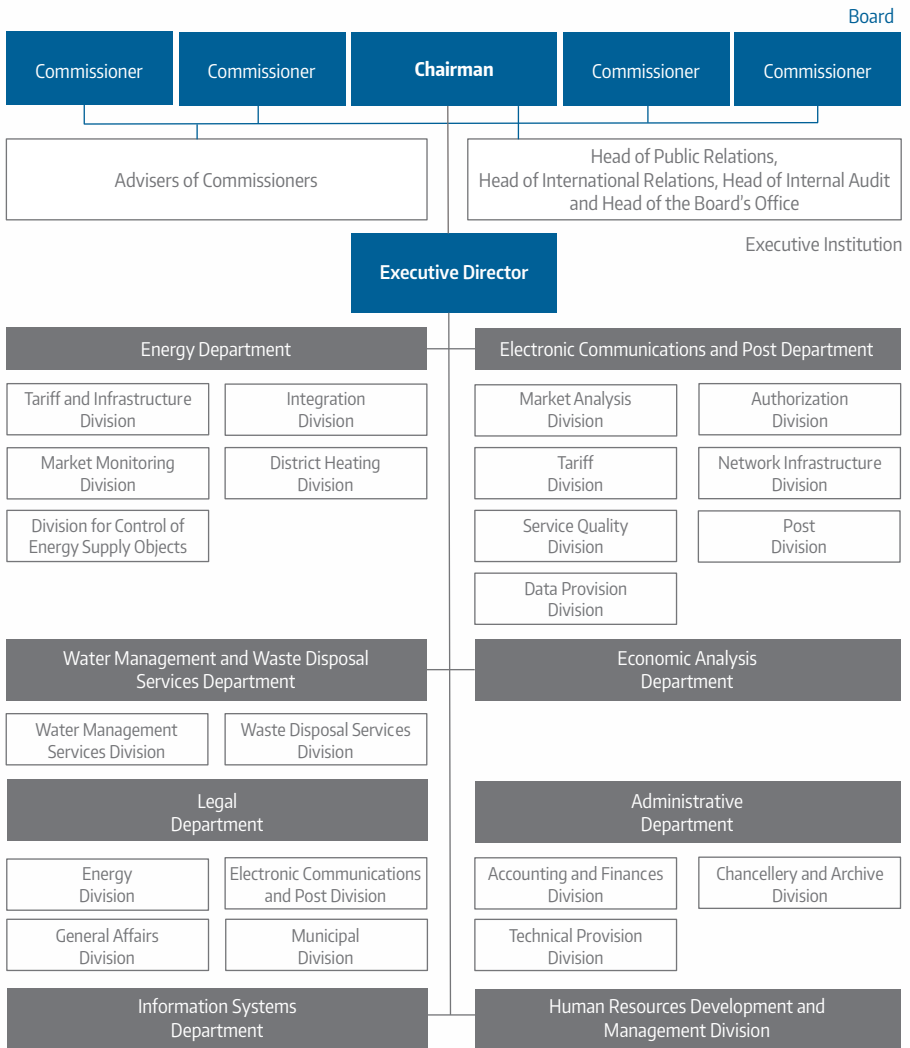 Board
Commissioner
Commissioner
Chairman
Commissioner
Commissioner
Advisers of Commissioners
Head of Public Relations,
Head of International Relations, Head of Internal Audit
and Head of the Board's Office
Executive Institution
Executive Director
Energy Department
Tariff and Infrastructure
Division
Integration
Division
Market Monitoring
Division
District Heating
Division
Division for Control of
Energy Supply Objects
Electronic Communications and Post Department
Market Analysis
Division
Authorization
Division
Tariff
Division
Network Infrastructure
Division
Service Quality
Division
Post
Division
Data Provision
Division
Water Management and Waste Disposal
Services Department
Water Management
Services Division
Waste Disposal Services
Division
Economic Analysis
Department
Legal
Department
Energy
Division
Electronic Communications
and Post Division
General Affairs
Division
Municipal
Division
Administrative
Department
Accounting and Finances
Division
Chancellery and Archive
Division
Technical Provision
Division
Information Systems
Department
Human Resources Development and
Management Division